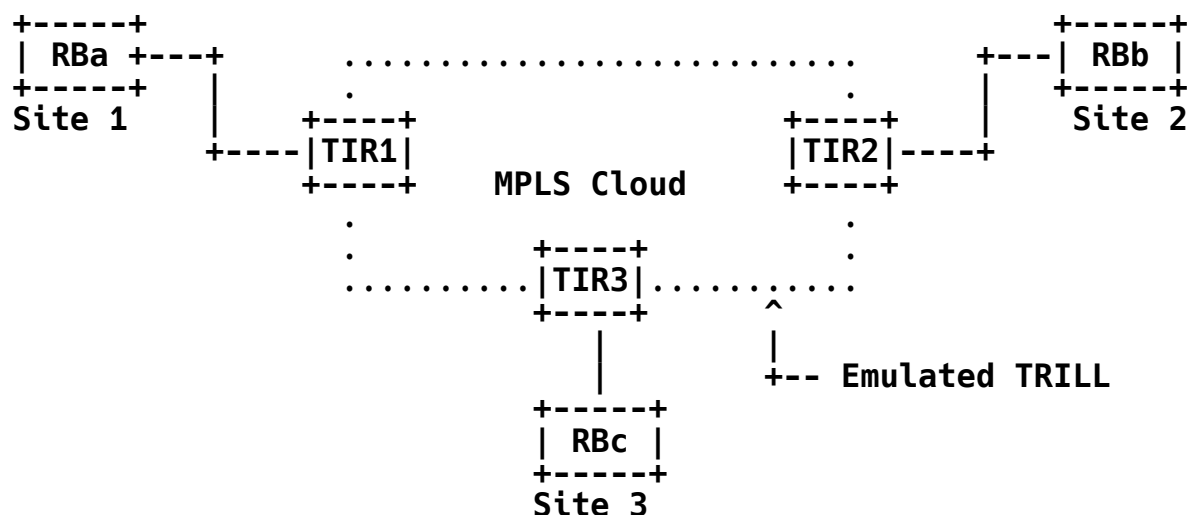 +-----+                                                  +-----+
| RBa +---+       ...........................      +---| RBb |
+-----+   |       .                         .      |   +-----+
Site 1    |     +----+                    +----+   |    Site 2
          +----|TIR1|                    |TIR2|----+
                +----+    MPLS Cloud      +----+
                  .                         .
                  .         +----+          .
                  ..........|TIR3|...........
                            +----+      ^
                               |        |
                               |        +-- Emulated TRILL
                            +-----+
                            | RBc |
                            +-----+
                            Site 3